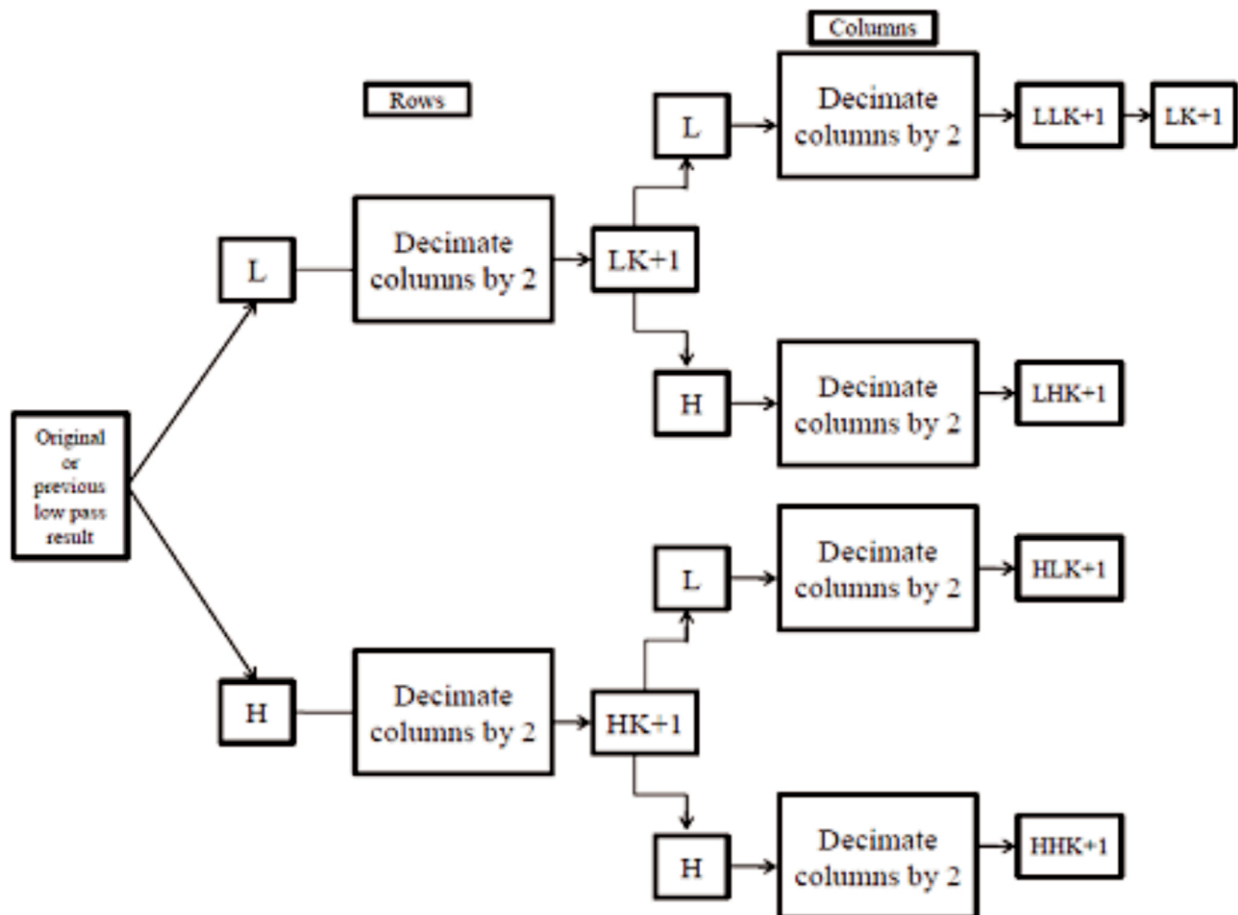 Columns
Rows
L
Decimate
columns by 2
LLK+1
LK+1
L
Decimate
columns by 2
LK+1
H
Decimate
columns by 2
LHK+1
Original
or
previous
low pass
result
L
Decimate
columns by 2
HLK+1
H
Decimate
columns by 2
HK+1
H
Decimate
columns by 2
HHK+1